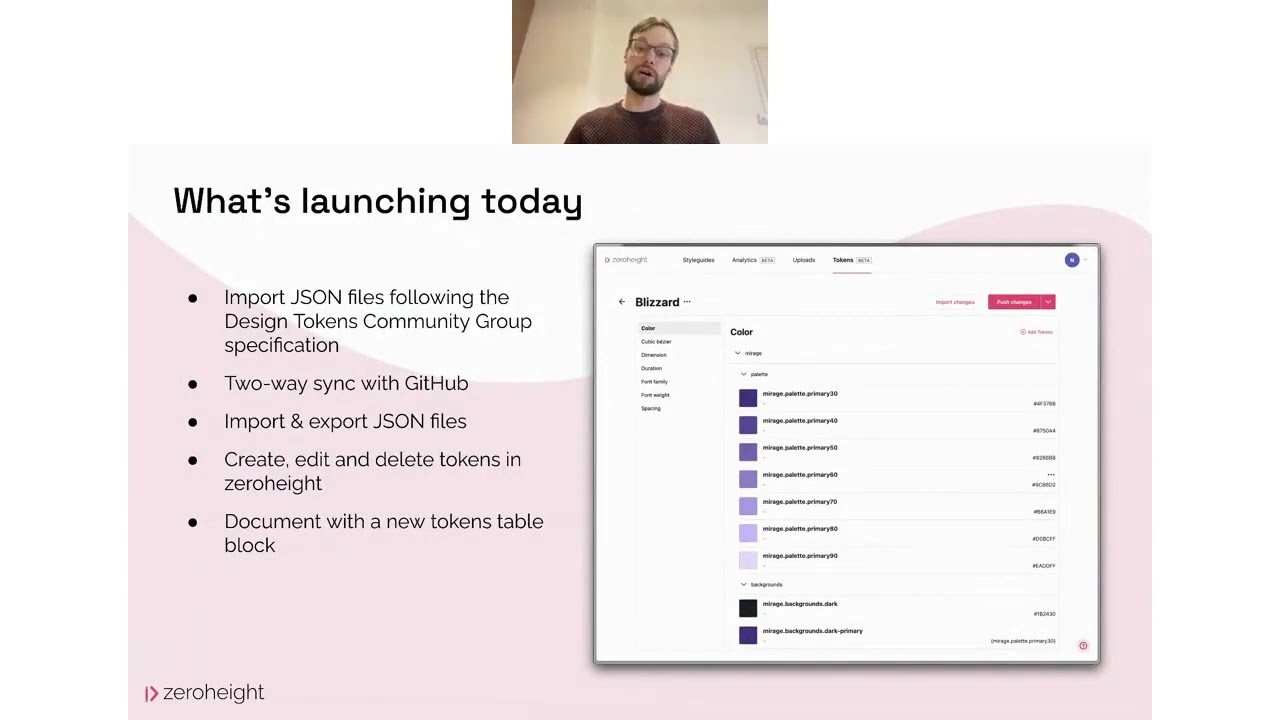 What's launching today
● Import JSON files following the
Design Tokens Community Group
specification
● Two-way sync with GitHub
● Import & export JSON files
● Create, edit and delete tokens in
zeroheight
● Document with a new tokens table
block
zeroheight
zeroheight
Styleguides
Analytics BETA
Uploads
Tokens BETA
N
← Blizzard ...
Import changes
Push changes
Color
Cubic bézier
Dimension
Duration
Font family
Font weight
Spacing
Color
Add Tokens
mirage
palette
mirage.palette.primary30
-
#4F378B
mirage.palette.primary40
-
#6750A4
mirage.palette.primary50
-
mirage.palette.primary60
...
-
#9C86D2
mirage.palette.primary70
-
#B6A1E9
mirage.palette.primary80
-
#D0BCFF
mirage.palette.primary90
-
#EADDFF
backgrounds
mirage.backgrounds.dark
-
#1B2430
mirage.backgrounds.dark-primary
-
{mirage.palette.primary30}